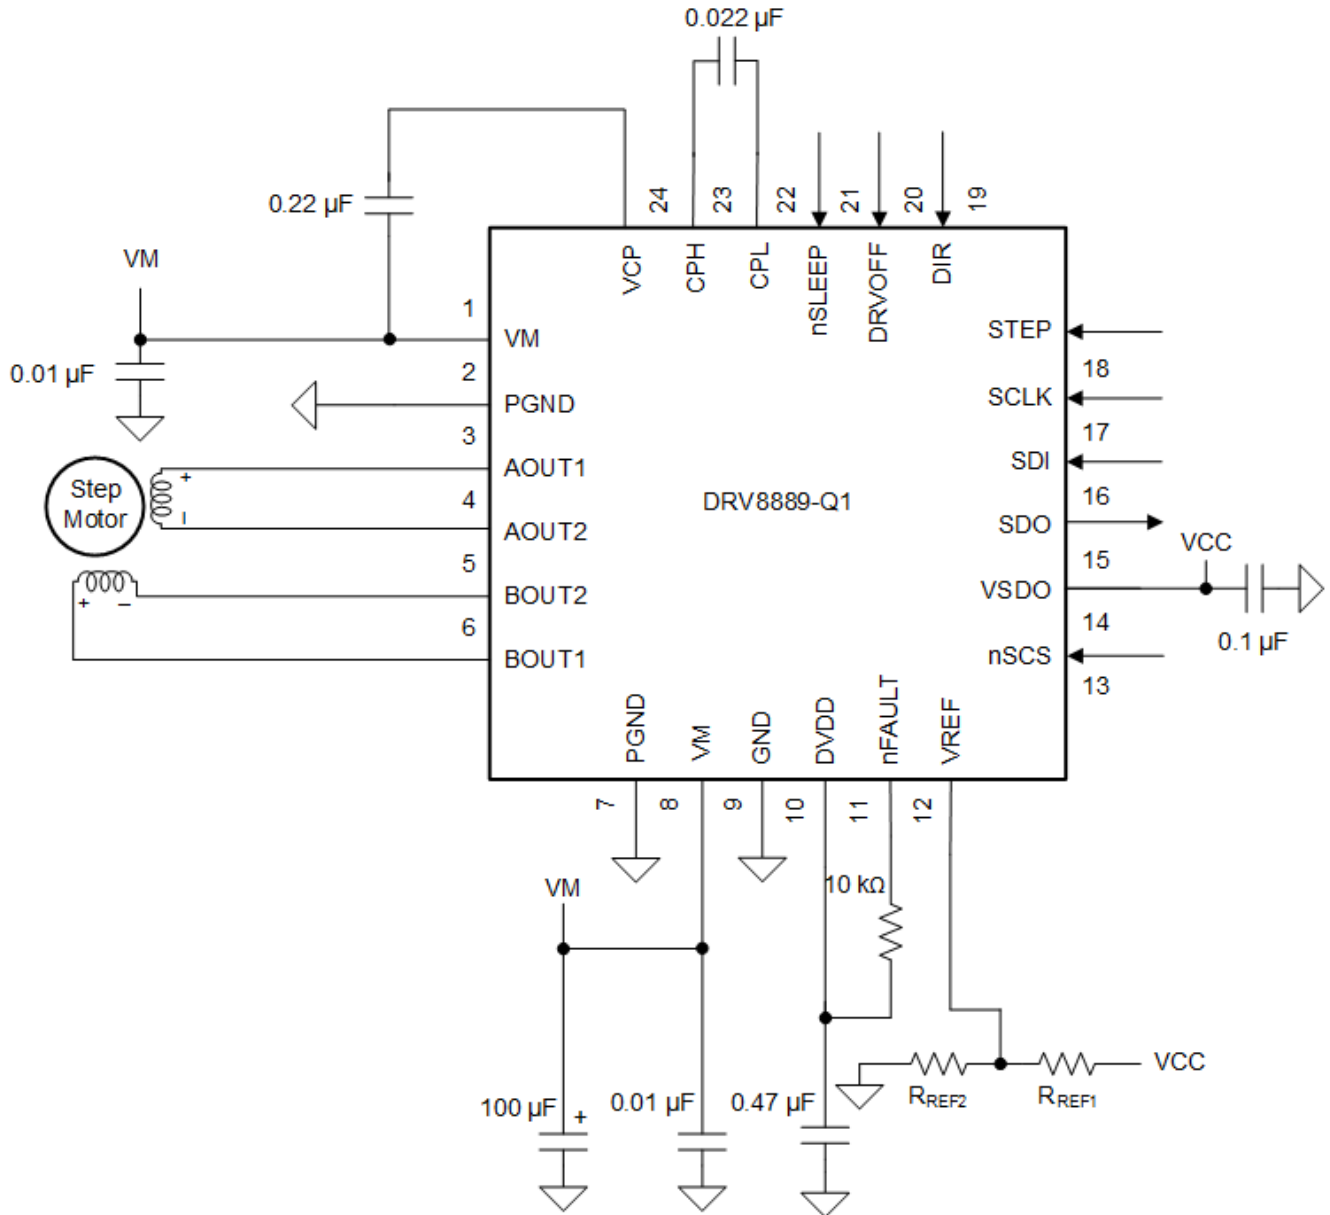 0.022 µF
0.22 µF
24
23
22
21
20
19
VCP
CPH
CPL
nSLEEP
DRVOFF
DIR
VM
0.01 µF
1
VM
2
PGND
3
AOUT1
4
AOUT2
5
BOUT2
6
BOUT1
Step
Motor
+
–
+
–
DRV8889-Q1
STEP
18
SCLK
17
SDI
16
SDO
15
VSDO
14
nSCS
13
VCC
0.1 µF
PGND
VM
GND
DVDD
nFAULT
VREF
7
8
9
10
11
12
VM
10 kΩ
100 µF
+
0.01 µF
0.47 µF
RREF2
RREF1
VCC